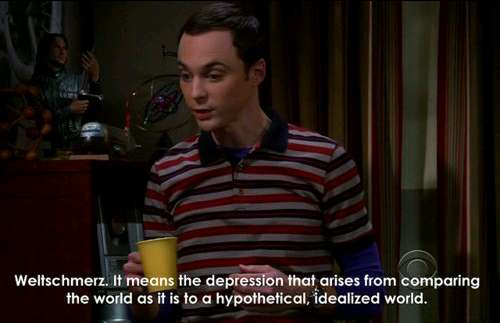 Weltschmerz. It means the depression that arises from comparing
the world as it is to a hypothetical, idealized world.